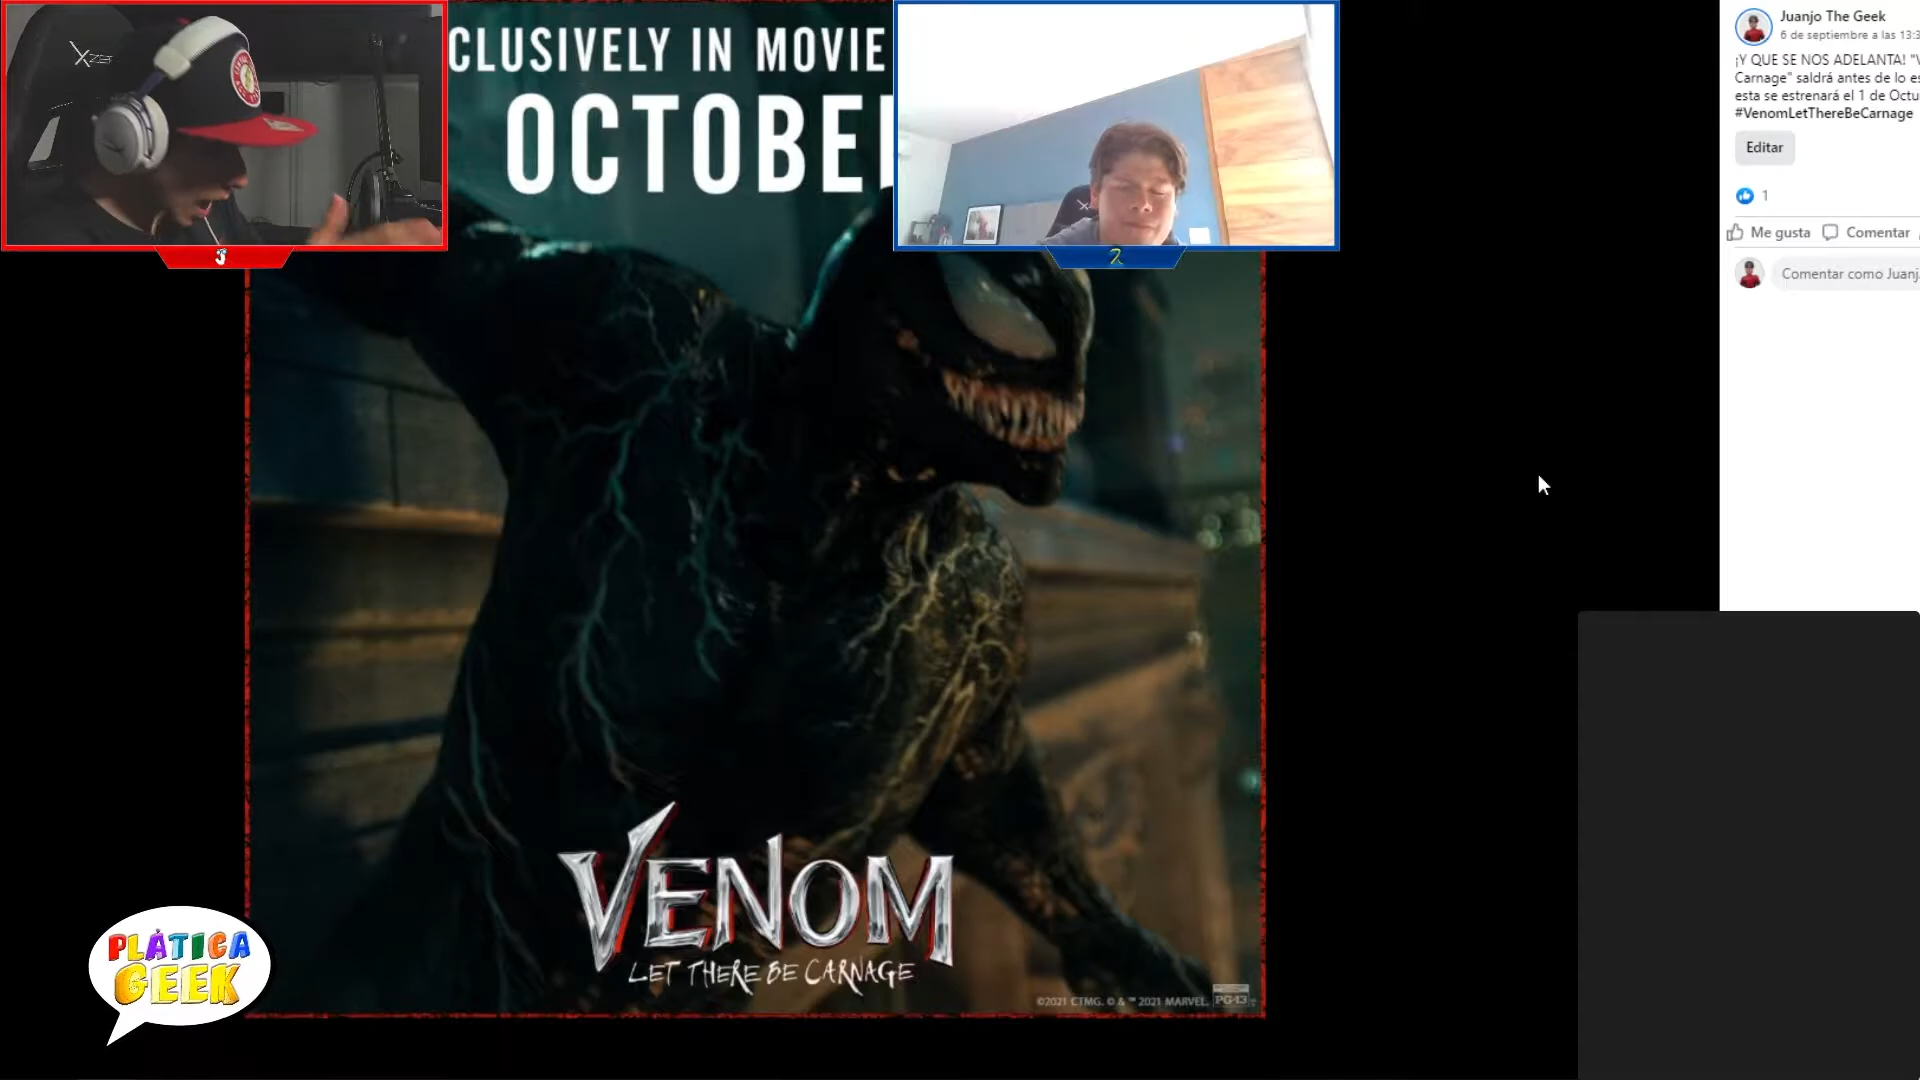 CLUSIVELY IN MOVIE
OCTOBE
3
2
VENOM
LET THERE BE CARNAGE
©2021 CTMG. © & ™ 2021 MARVEL.
PG-13
PLÁTICA
GEEK
Juanjo The Geek
6 de septiembre a las 13:3
¡Y QUE SE NOS ADELANTA! "V
Carnage" saldrá antes de lo es
esta se estrenará el 1 de Octu
#VenomLetThereBeCarnage
Editar
1
Me gusta
Comentar
Comentar como Juanj